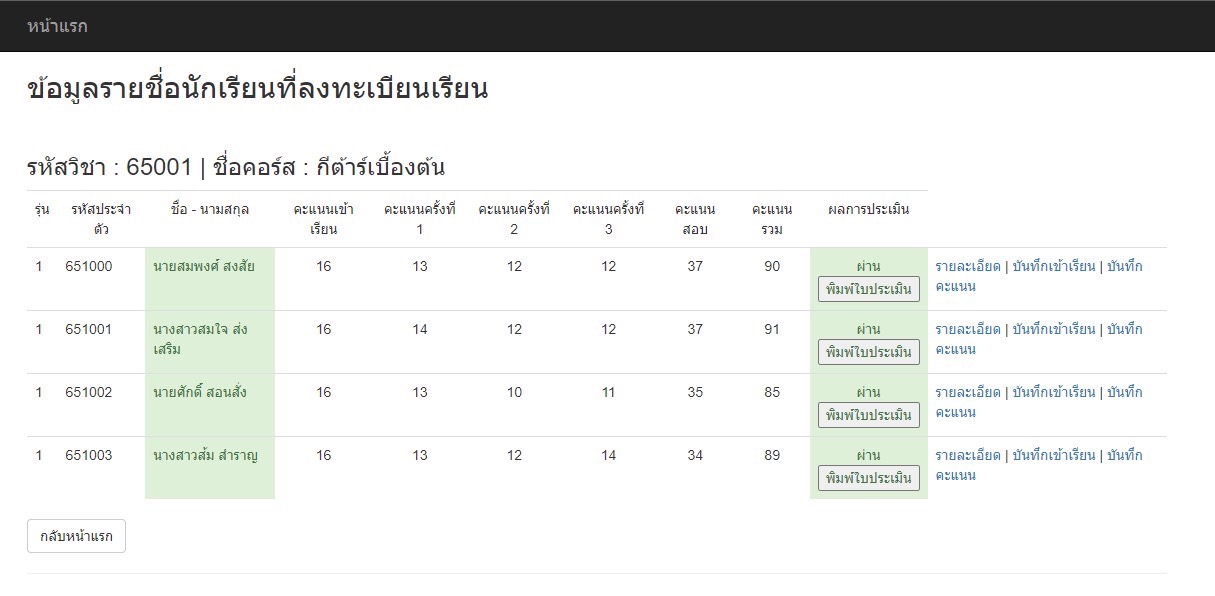 หน้าแรก
ข้อมูลรายชื่อนักเรียนที่ลงทะเบียนเรียน
รหัสวิชา : 65001 | ชื่อคอร์ส : กีต้าร์เบื้องต้น
รุ่น รหัสประจำตัว ชื่อ - นามสกุล คะแนนเข้าเรียน คะแนนครั้งที่ 1 คะแนนครั้งที่ 2 คะแนนครั้งที่ 3 คะแนนสอบ คะแนนรวม ผลการประเมิน
1 651000 นายสมพงศ์ สงสัย 16 13 12 12 37 90 ผ่าน รายละเอียด | บันทึกเข้าเรียน | บันทึก
พิมพ์ใบประเมิน คะแนน
1 651001 นางสาวสมใจ ส่ง 16 14 12 12 37 91 ผ่าน รายละเอียด | บันทึกเข้าเรียน | บันทึก
เสริม พิมพ์ใบประเมิน คะแนน
1 651002 นายศักดิ์ สอนสั่ง 16 13 10 11 35 85 ผ่าน รายละเอียด | บันทึกเข้าเรียน | บันทึก
พิมพ์ใบประเมิน คะแนน
1 651003 นางสาวส้ม สำราญ 16 13 12 14 34 89 ผ่าน รายละเอียด | บันทึกเข้าเรียน | บันทึก
พิมพ์ใบประเมิน คะแนน
กลับหน้าแรก